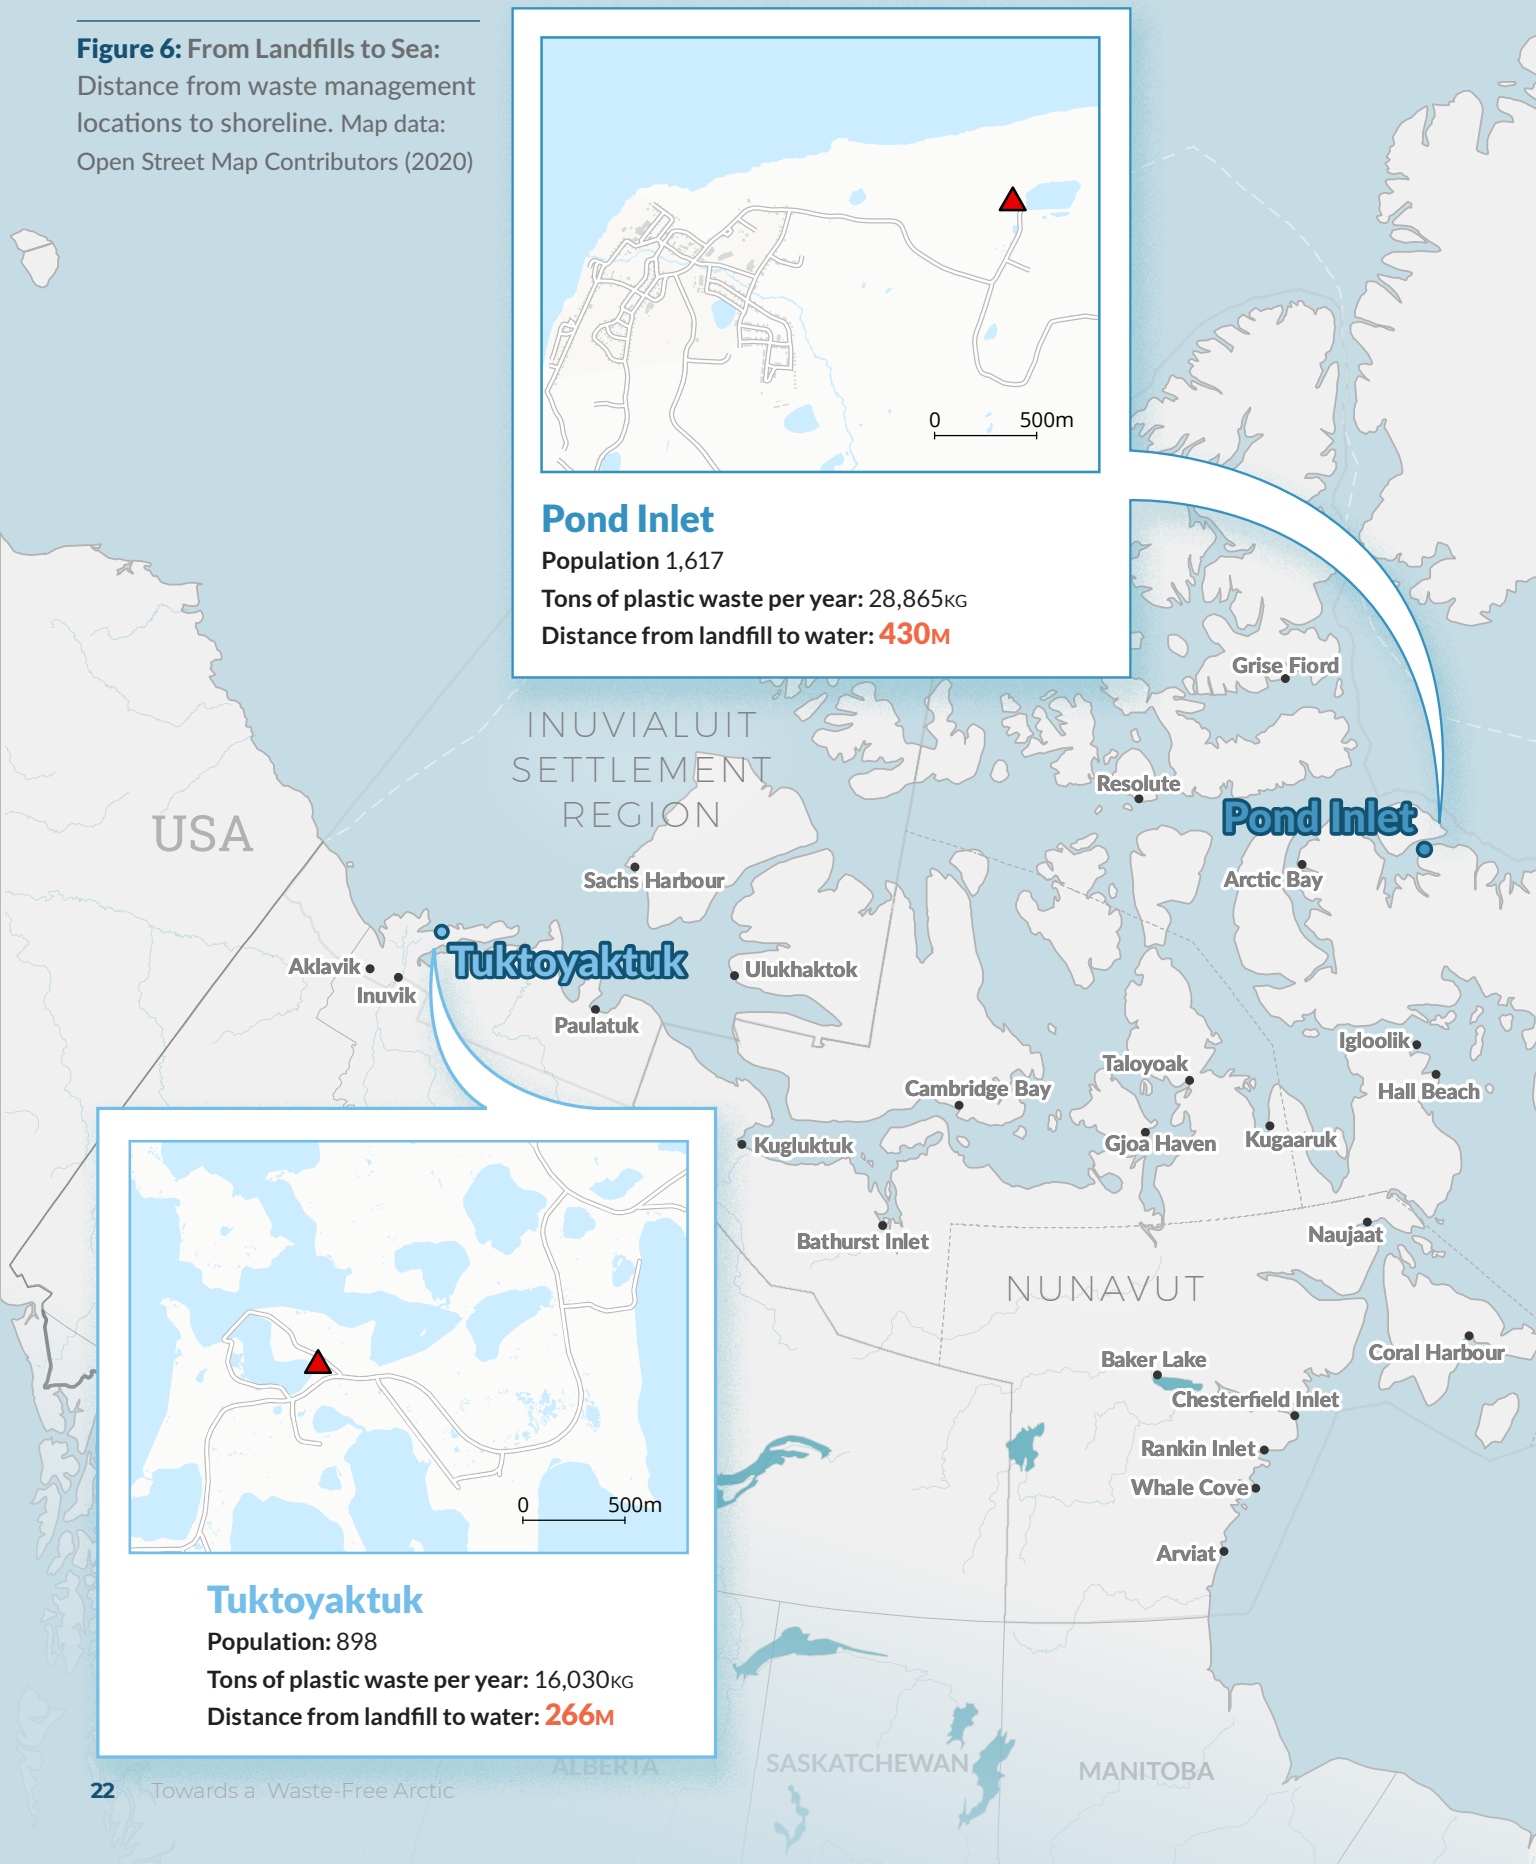 Figure 6: From Landfills to Sea:
Distance from waste management
locations to shoreline. Map data:
Open Street Map Contributors (2020)
0 500m
Pond Inlet
Population 1,617
Tons of plastic waste per year: 28,865KG
Distance from landfill to water: 430M
Grise Fiord
INUVIALUIT
SETTLEMENT
REGION
Resolute
USA
Pond Inlet
Sachs Harbour
Arctic Bay
Tuktoyaktuk
Aklavik
Ulukhaktok
Inuvik
Paulatuk
Igloolik
Taloyoak
Cambridge Bay
Hall Beach
Kugluktuk
Gjoa Haven
Kugaaruk
Bathurst Inlet
Naujaat
NUNAVUT
Coral Harbour
Baker Lake
Chesterfield Inlet
Rankin Inlet
Whale Cove
Arviat
0 500m
Tuktoyaktuk
Population: 898
Tons of plastic waste per year: 16,030KG
Distance from landfill to water: 266M
ALBERTA
SASKATCHEWAN
MANITOBA
22 Towards a Waste-Free Arctic